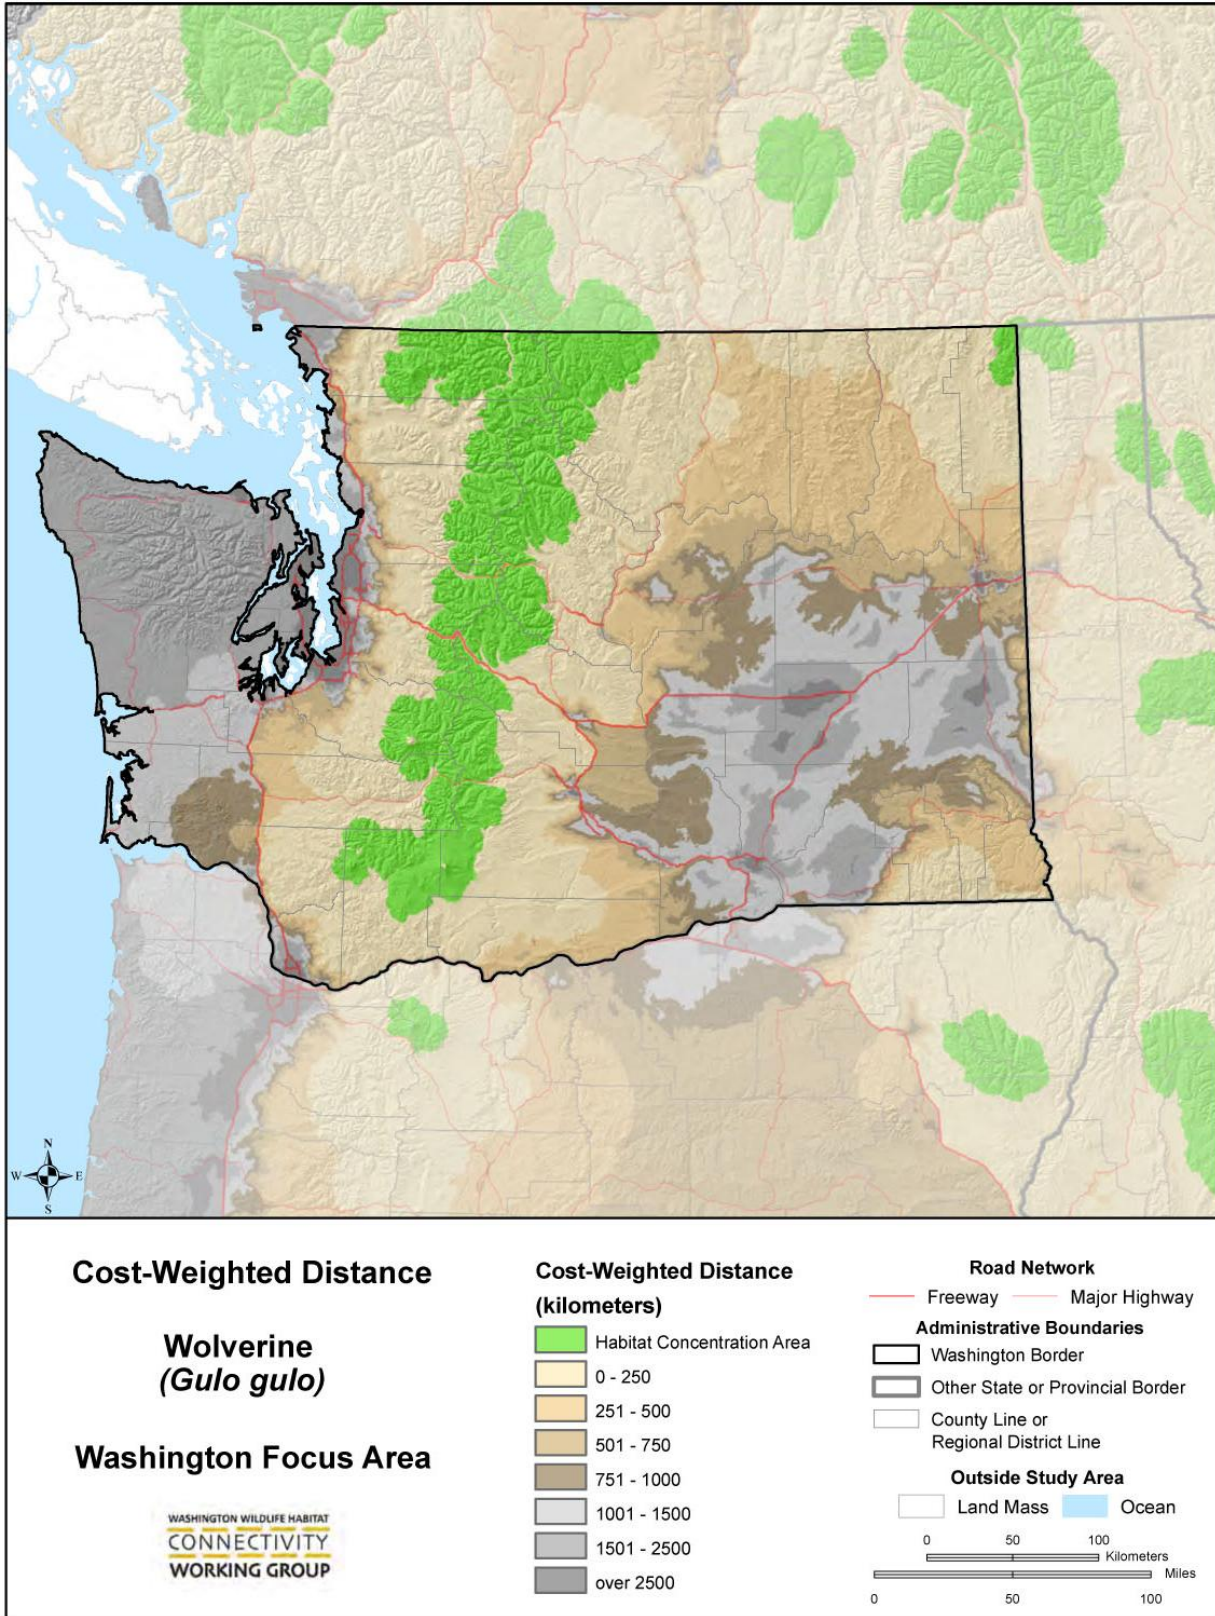 N
W E
S
Cost-Weighted Distance
Wolverine
(Gulo gulo)
Washington Focus Area
WASHINGTON WILDLIFE HABITAT
CONNECTIVITY
WORKING GROUP
Cost-Weighted Distance
(kilometers)
Habitat Concentration Area
0 - 250
251 - 500
501 - 750
751 - 1000
1001 - 1500
1501 - 2500
over 2500
Road Network
Freeway Major Highway
Administrative Boundaries
Washington Border
Other State or Provincial Border
County Line or
Regional District Line
Outside Study Area
Land Mass Ocean
0 50 100
Kilometers
Miles
0 50 100